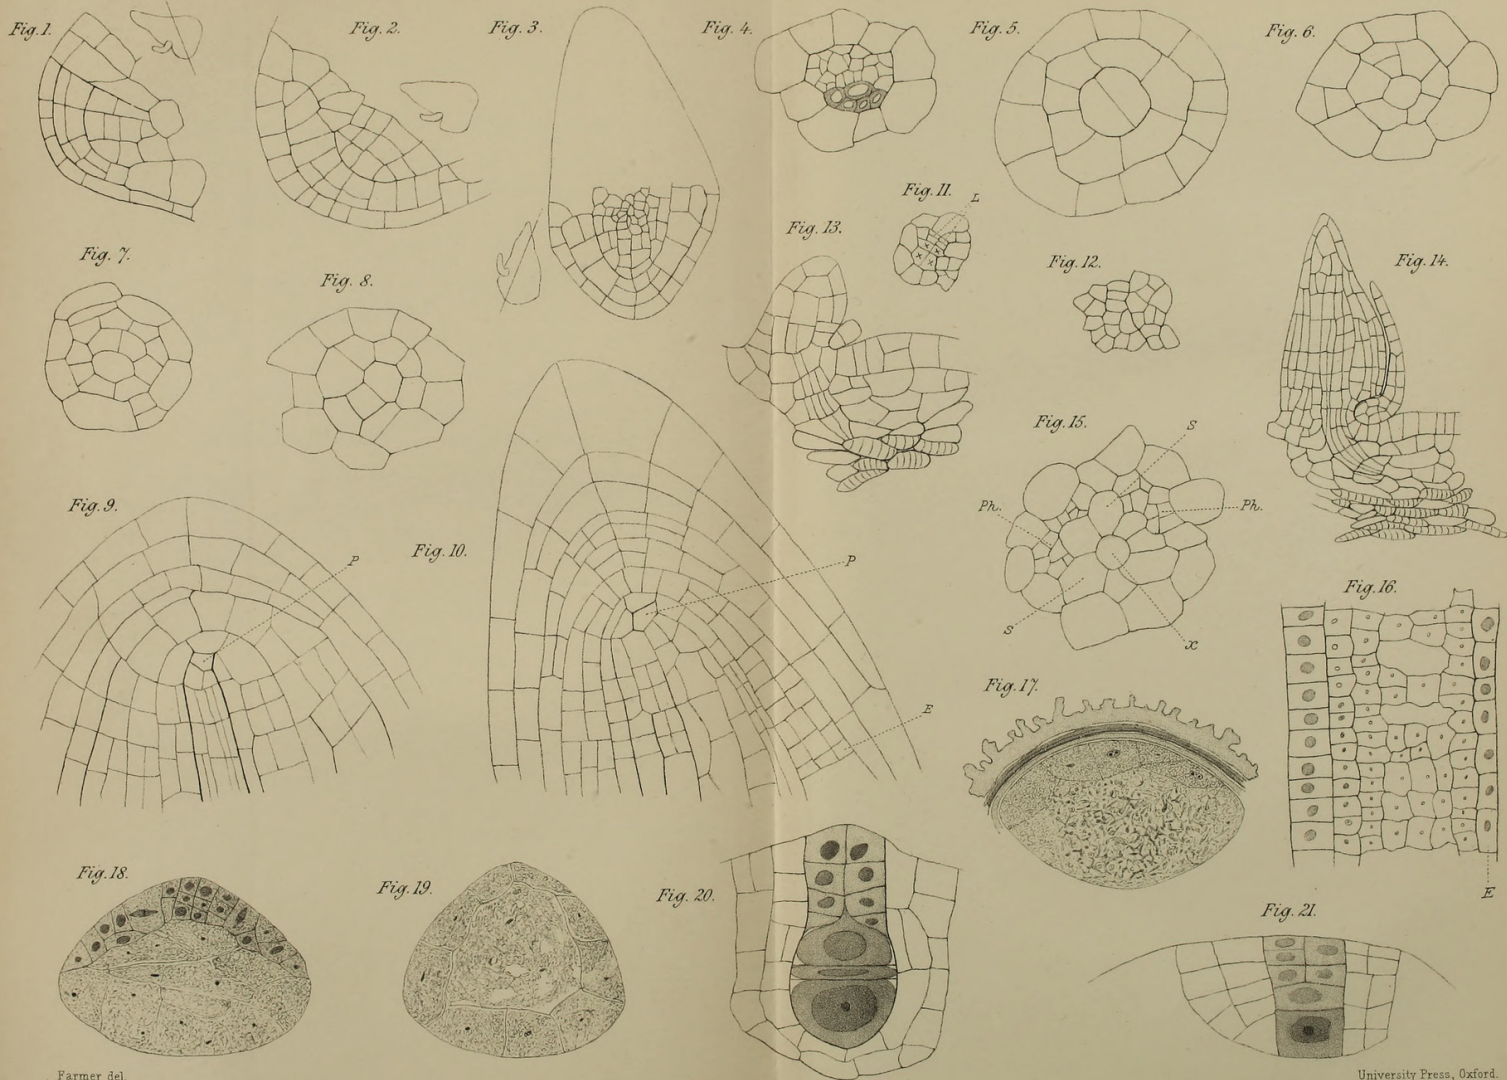 Fig. 1.
Fig. 2.
Fig. 3.
Fig. 4.
Fig. 5.
Fig. 6.
Fig. 7.
Fig. 8.
Fig. 11.
L
Fig. 13.
Fig. 12.
Fig. 14.
Fig. 9.
P
Fig. 10.
P
E
Fig. 15.
S
Ph.
Ph.
S
x
Fig. 16.
E
Fig. 17.
Fig. 18.
Fig. 19.
Fig. 20.
Fig. 21.
Farmer del.
University Press, Oxford.